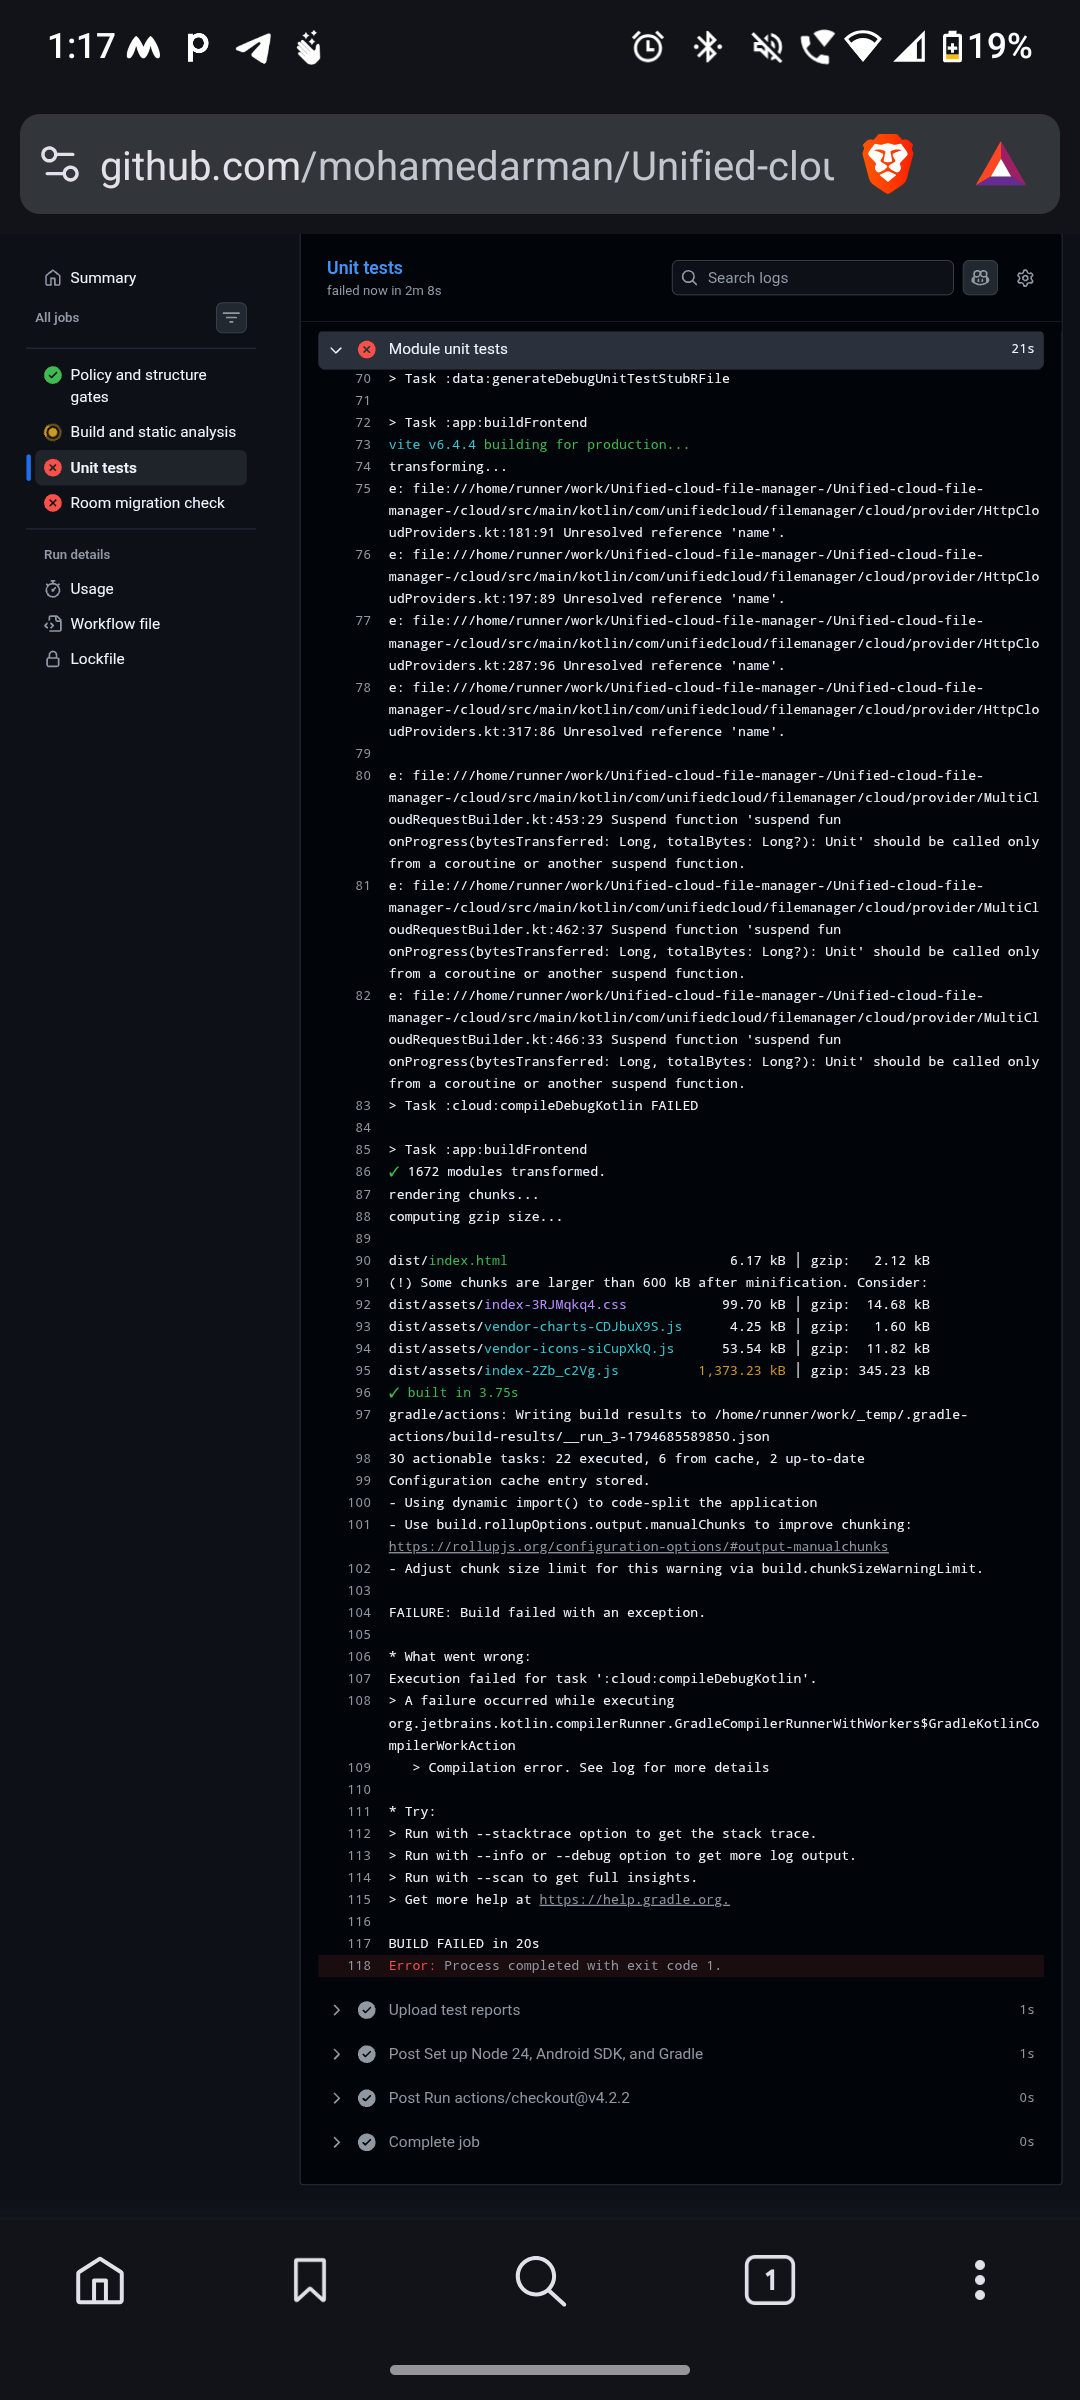 1:17
19%
github.com/mohamedarman/Unified-clou
Summary
All jobs
Policy and structure
gates
Build and static analysis
Unit tests
Room migration check
Run details
Usage
Workflow file
Lockfile
Unit tests
failed now in 2m 8s
Search logs
Module unit tests 21s
70 > Task :data:generateDebugUnitTestStubRFile
71
72 > Task :app:buildFrontend
73 vite v6.4.4 building for production...
74 transforming...
75 e: file:///home/runner/work/Unified-cloud-file-manager-/Unified-cloud-file-
manager-/cloud/src/main/kotlin/com/unifiedcloud/filemanager/cloud/provider/HttpClo
udProviders.kt:181:91 Unresolved reference 'name'.
76 e: file:///home/runner/work/Unified-cloud-file-manager-/Unified-cloud-file-
manager-/cloud/src/main/kotlin/com/unifiedcloud/filemanager/cloud/provider/HttpClo
udProviders.kt:197:89 Unresolved reference 'name'.
77 e: file:///home/runner/work/Unified-cloud-file-manager-/Unified-cloud-file-
manager-/cloud/src/main/kotlin/com/unifiedcloud/filemanager/cloud/provider/HttpClo
udProviders.kt:287:96 Unresolved reference 'name'.
78 e: file:///home/runner/work/Unified-cloud-file-manager-/Unified-cloud-file-
manager-/cloud/src/main/kotlin/com/unifiedcloud/filemanager/cloud/provider/HttpClo
udProviders.kt:317:86 Unresolved reference 'name'.
79
80 e: file:///home/runner/work/Unified-cloud-file-manager-/Unified-cloud-file-
manager-/cloud/src/main/kotlin/com/unifiedcloud/filemanager/cloud/provider/MultiCl
oudRequestBuilder.kt:453:29 Suspend function 'suspend fun
onProgress(bytesTransferred: Long, totalBytes: Long?): Unit' should be called only
from a coroutine or another suspend function.
81 e: file:///home/runner/work/Unified-cloud-file-manager-/Unified-cloud-file-
manager-/cloud/src/main/kotlin/com/unifiedcloud/filemanager/cloud/provider/MultiCl
oudRequestBuilder.kt:462:37 Suspend function 'suspend fun
onProgress(bytesTransferred: Long, totalBytes: Long?): Unit' should be called only
from a coroutine or another suspend function.
82 e: file:///home/runner/work/Unified-cloud-file-manager-/Unified-cloud-file-
manager-/cloud/src/main/kotlin/com/unifiedcloud/filemanager/cloud/provider/MultiCl
oudRequestBuilder.kt:466:33 Suspend function 'suspend fun
onProgress(bytesTransferred: Long, totalBytes: Long?): Unit' should be called only
from a coroutine or another suspend function.
83 > Task :cloud:compileDebugKotlin FAILED
84
85 > Task :app:buildFrontend
86 ✓ 1672 modules transformed.
87 rendering chunks...
88 computing gzip size...
89
90 dist/index.html 6.17 kB │ gzip: 2.12 kB
91 (!) Some chunks are larger than 600 kB after minification. Consider:
92 dist/assets/index-3RJMqkq4.css 99.70 kB │ gzip: 14.68 kB
93 dist/assets/vendor-charts-CDJbuX9S.js 4.25 kB │ gzip: 1.60 kB
94 dist/assets/vendor-icons-siCupXkQ.js 53.54 kB │ gzip: 11.82 kB
95 dist/assets/index-2Zb_c2Vg.js 1,373.23 kB │ gzip: 345.23 kB
96 ✓ built in 3.75s
97 gradle/actions: Writing build results to /home/runner/work/_temp/.gradle-
actions/build-results/__run_3-1794685589850.json
98 30 actionable tasks: 22 executed, 6 from cache, 2 up-to-date
99 Configuration cache entry stored.
100 - Using dynamic import() to code-split the application
101 - Use build.rollupOptions.output.manualChunks to improve chunking:
https://rollupjs.org/configuration-options/#output-manualchunks
102 - Adjust chunk size limit for this warning via build.chunkSizeWarningLimit.
103
104 FAILURE: Build failed with an exception.
105
106 * What went wrong:
107 Execution failed for task ':cloud:compileDebugKotlin'.
108 > A failure occurred while executing
org.jetbrains.kotlin.compilerRunner.GradleCompilerRunnerWithWorkers$GradleKotlinCo
mpilerWorkAction
109 > Compilation error. See log for more details
110
111 * Try:
112 > Run with --stacktrace option to get the stack trace.
113 > Run with --info or --debug option to get more log output.
114 > Run with --scan to get full insights.
115 > Get more help at https://help.gradle.org.
116
117 BUILD FAILED in 20s
118 Error: Process completed with exit code 1.
Upload test reports 1s
Post Set up Node 24, Android SDK, and Gradle 1s
Post Run actions/checkout@v4.2.2 0s
Complete job 0s
1